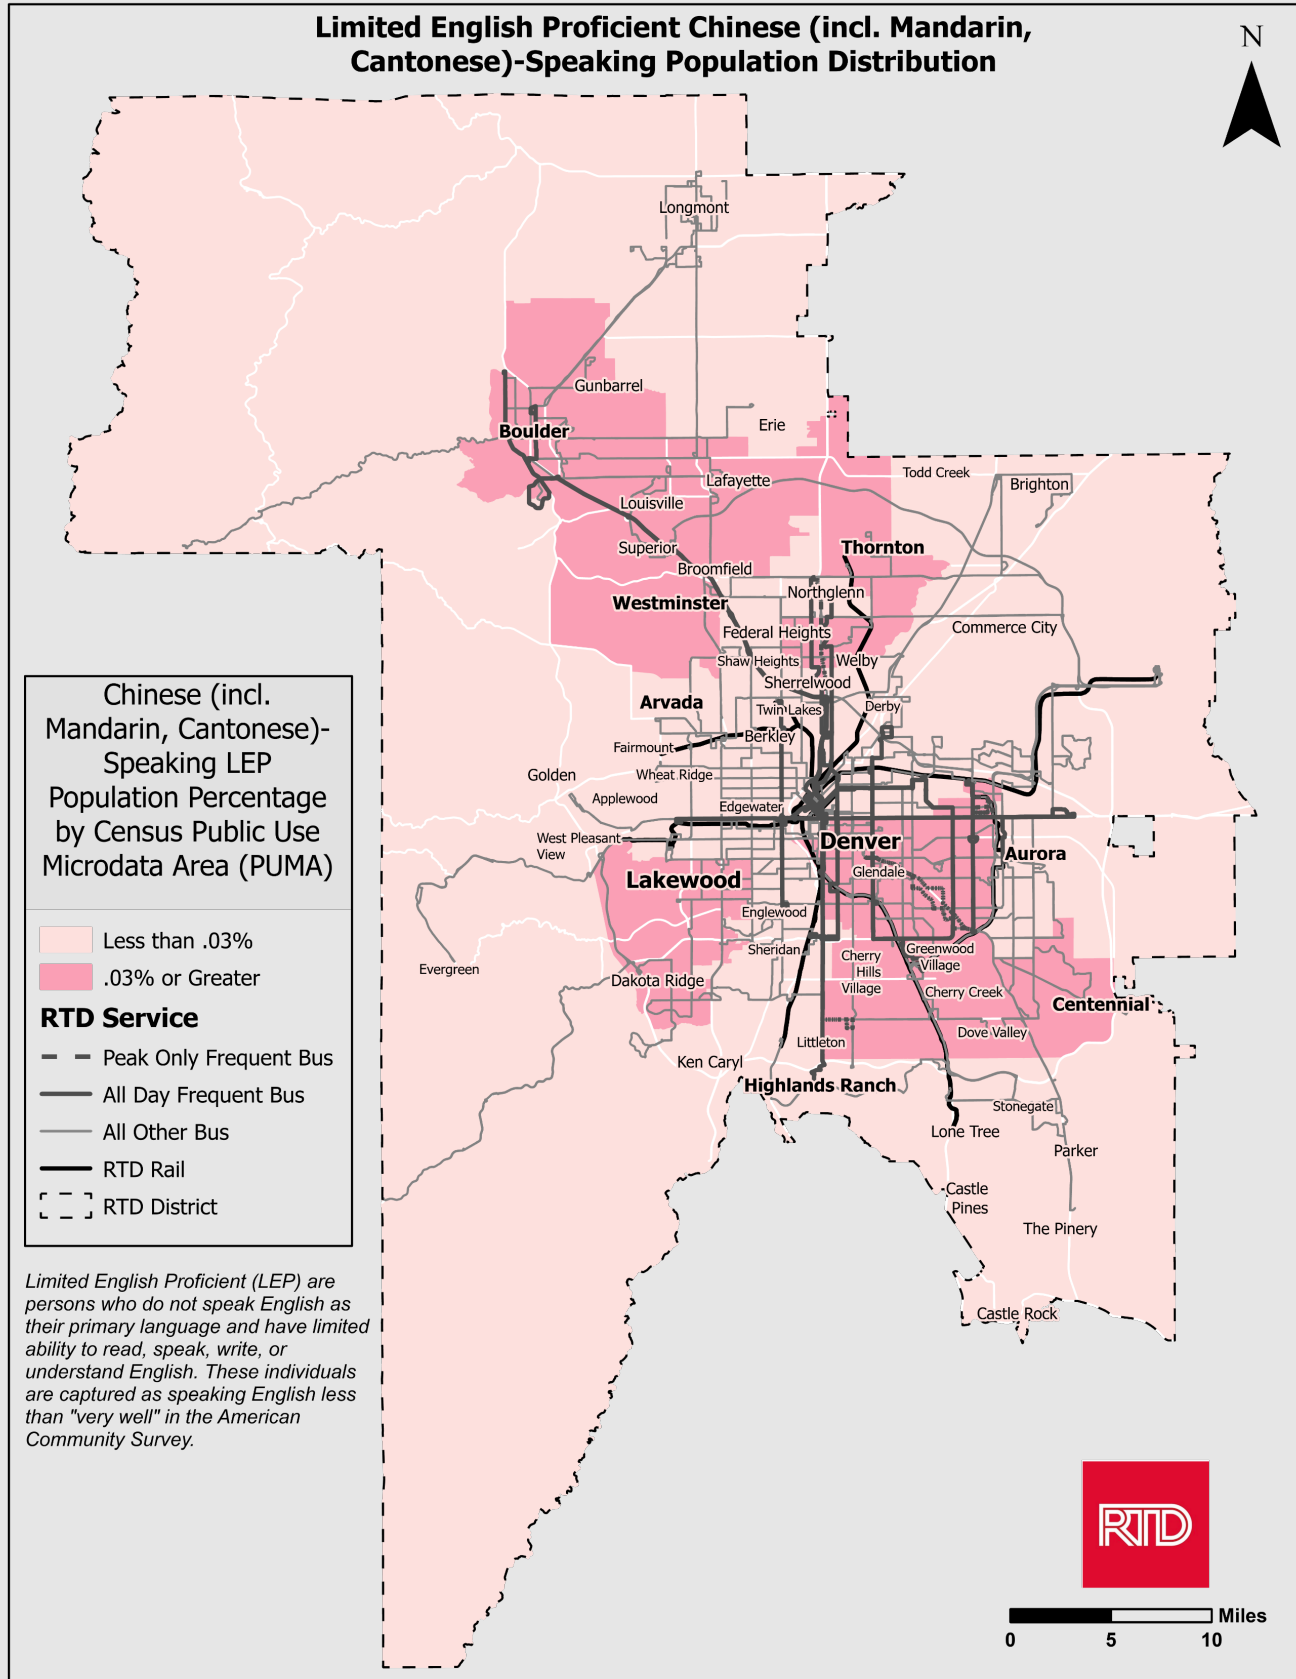 Limited English Proficient Chinese (incl. Mandarin,
Cantonese)-Speaking Population Distribution
N
Longmont
Gunbarrel
Boulder
Erie
Todd Creek
Brighton
Lafayette
Louisville
Superior
Thornton
Broomfield
Northglenn
Westminster
Commerce City
Federal Heights
Shaw Heights
Welby
Sherrelwood
Arvada
Twin Lakes
Derby
Berkley
Fairmount
Golden
Wheat Ridge
Applewood
Edgewater
West Pleasant
View
Denver
Aurora
Glendale
Lakewood
Englewood
Sheridan
Greenwood
Village
Cherry
Hills
Village
Evergreen
Dakota Ridge
Cherry Creek
Centennial
Dove Valley
Littleton
Ken Caryl
Highlands Ranch
Stonegate
Lone Tree
Parker
Castle
Pines
The Pinery
Castle Rock
Chinese (incl.
Mandarin, Cantonese)-
Speaking LEP
Population Percentage
by Census Public Use
Microdata Area (PUMA)
Less than .03%
.03% or Greater
RTD Service
Peak Only Frequent Bus
All Day Frequent Bus
All Other Bus
RTD Rail
RTD District
Limited English Proficient (LEP) are
persons who do not speak English as
their primary language and have limited
ability to read, speak, write, or
understand English. These individuals
are captured as speaking English less
than "very well" in the American
Community Survey.
RTD
Miles
0 5 10